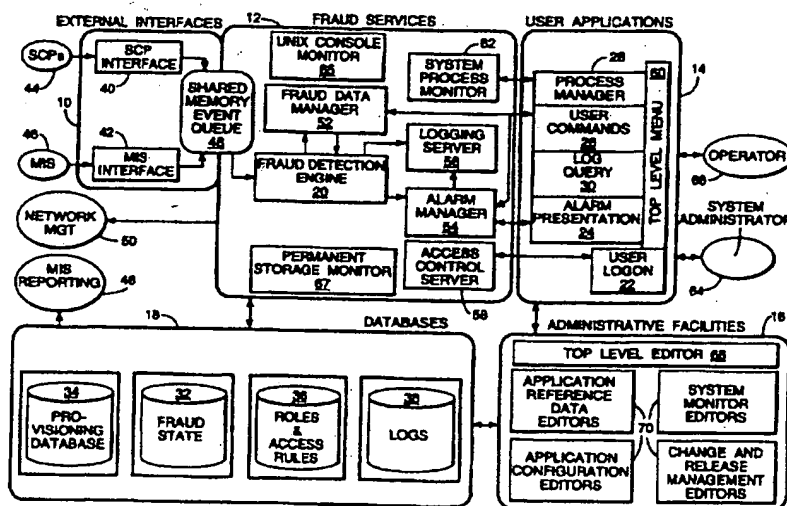 EXTERNAL INTERFACES
12
FRAUD SERVICES
USER APPLICATIONS
SCPs
44
SCP
INTERFACE
40
10
46
42
MIS
MIS
INTERFACE
SHARED
MEMORY
EVENT
QUEUE
48
UNIX CONSOLE
MONITOR
65
FRAUD DATA
MANAGER
52
FRAUD DETECTION
ENGINE
20
62
SYSTEM
PROCESS
MONITOR
LOGGING
SERVER
56
ALARM
MANAGER
54
PERMANENT
STORAGE MONITOR
67
ACCESS
CONTROL
SERVER
58
28
PROCESS
MANAGER
USER
COMMANDS
26
LOG
QUERY
30
ALARM
PRESENTATION
24
TOP LEVEL MENU
60
USER
LOGON
22
14
OPERATOR
66
SYSTEM
ADMINISTRATOR
64
NETWORK
MGT
50
MIS
REPORTING
46
18
DATABASES
34
PRO-
VISIONING
DATABASE
32
FRAUD
STATE
36
ROLES
&
ACCESS
RULES
38
LOGS
ADMINISTRATIVE FACILITIES
16
TOP LEVEL EDITOR 68
APPLICATION
REFERENCE
DATA
EDITORS
SYSTEM
MONITOR
EDITORS
70
APPLICATION
CONFIGURATION
EDITORS
CHANGE AND
RELEASE
MANAGEMENT
EDITORS